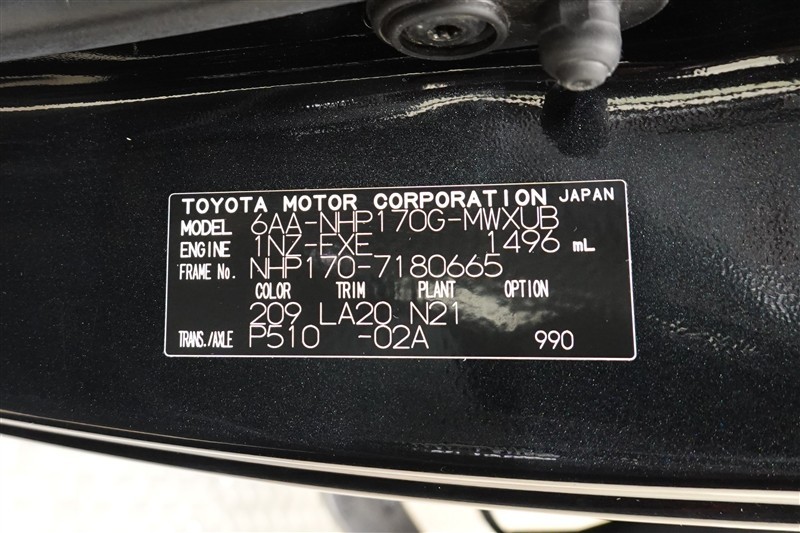 TOYOTA MOTOR CORPORATION JAPAN
MODEL 6AA-NHP170G-MWXUB
ENGINE 1NZ-FXE 1496 mL
FRAME No. NHP170-7180665
COLOR TRIM PLANT OPTION
209 LA20 N21
TRANS./AXLE P510 -02A 990